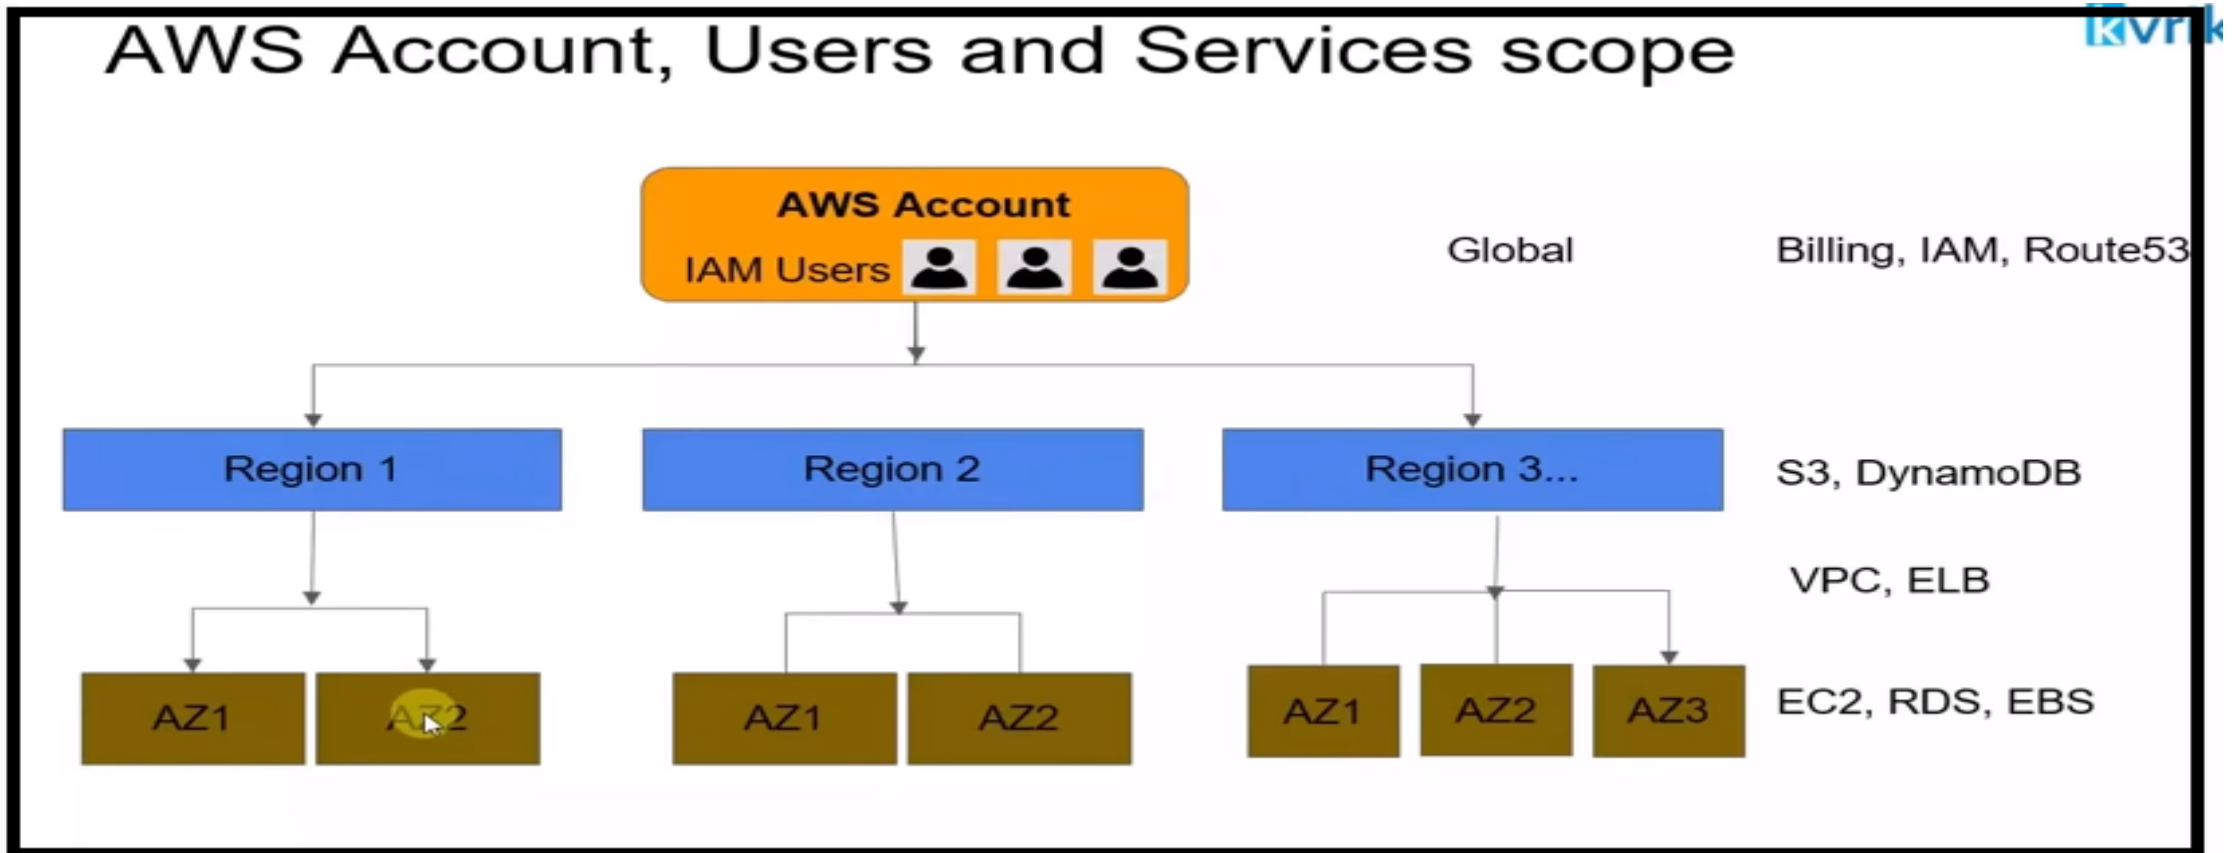 AWS Account, Users and Services scope
AWS Account
IAM Users
Global
Billing, IAM, Route53
Region 1
Region 2
Region 3...
S3, DynamoDB
VPC, ELB
AZ1
AZ2
AZ1
AZ2
AZ1
AZ2
AZ3
EC2, RDS, EBS